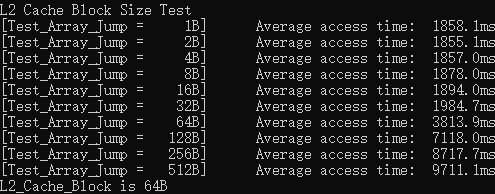 L2 Cache Block Size Test
[Test_Array_Jump =      1B]      Average access time:  1858.1ms
[Test_Array_Jump =      2B]      Average access time:  1855.1ms
[Test_Array_Jump =      4B]      Average access time:  1857.0ms
[Test_Array_Jump =      8B]      Average access time:  1878.0ms
[Test_Array_Jump =     16B]      Average access time:  1894.0ms
[Test_Array_Jump =     32B]      Average access time:  1984.7ms
[Test_Array_Jump =     64B]      Average access time:  3813.9ms
[Test_Array_Jump =    128B]      Average access time:  7118.0ms
[Test_Array_Jump =    256B]      Average access time:  8717.7ms
[Test_Array_Jump =    512B]      Average access time:  9711.1ms
L2_Cache_Block is 64B